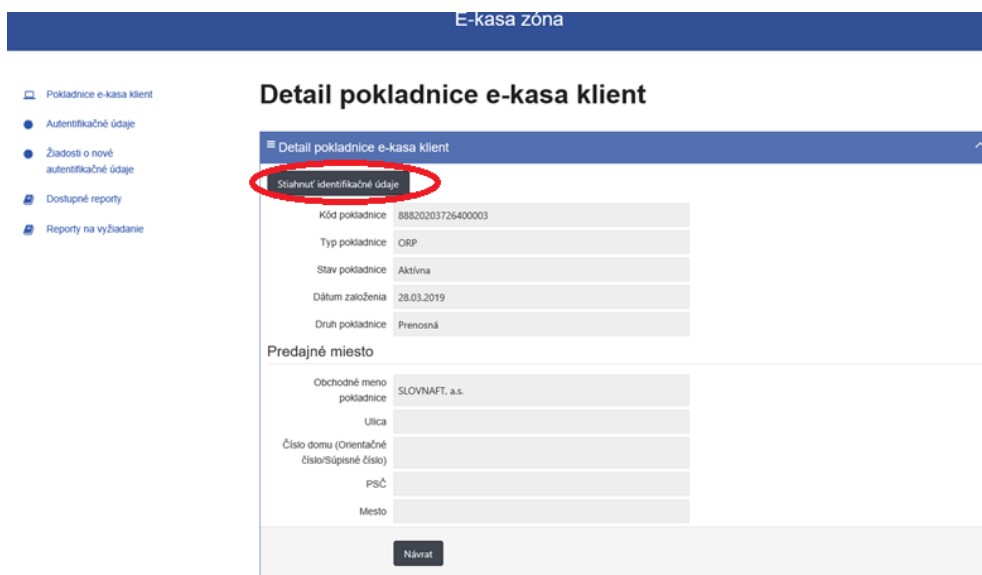 E-kasa zóna
Pokladnice e-kasa klient
Autentifikačné údaje
Žiadosti o nové
autentifikačné údaje
Dostupné reporty
Reporty na vyžiadanie
Detail pokladnice e-kasa klient
Detail pokladnice e-kasa klient
Stiahnuť identifikačné údaje
Kód pokladnice 88820203726400003
Typ pokladnice ORP
Stav pokladnice Aktívna
Dátum založenia 28.03.2019
Druh pokladnice Prenosná
Predajné miesto
Obchodné meno
pokladnice SLOVNAFT, a.s.
Ulica
Číslo domu (Orientačné
číslo/Súpisné číslo)
PSČ
Mesto
Návrat